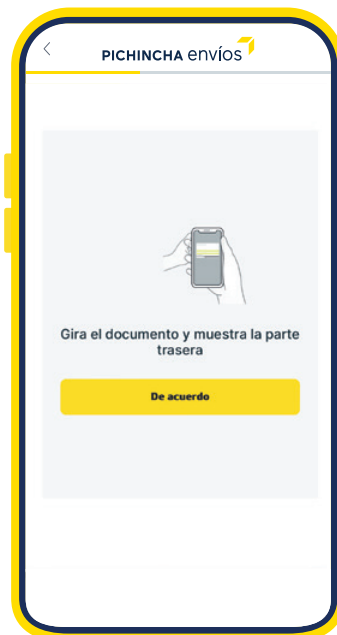 PICHINCHA envíos
Gira el documento y muestra la parte
trasera
De acuerdo